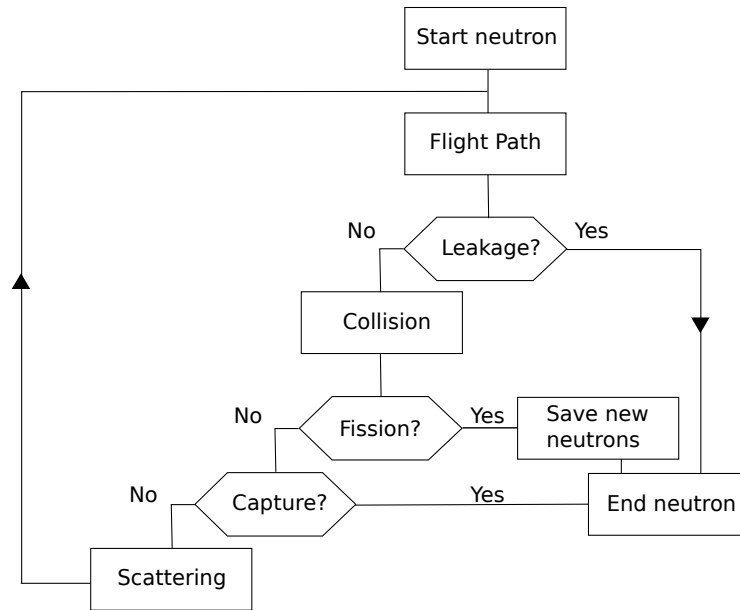 Start neutron
Flight Path
No
Yes
Leakage?
Collision
No
Fission?
Yes
Save new
neutrons
No
Capture?
Yes
End neutron
Scattering